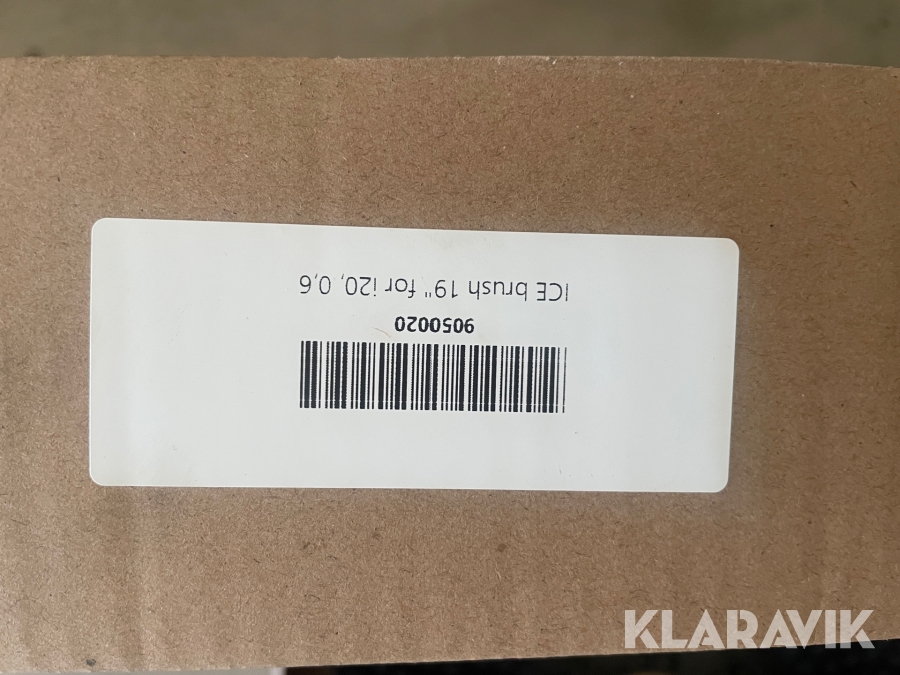 ICE brush 19" for i20, 0,6
9050020
KLARAVIK